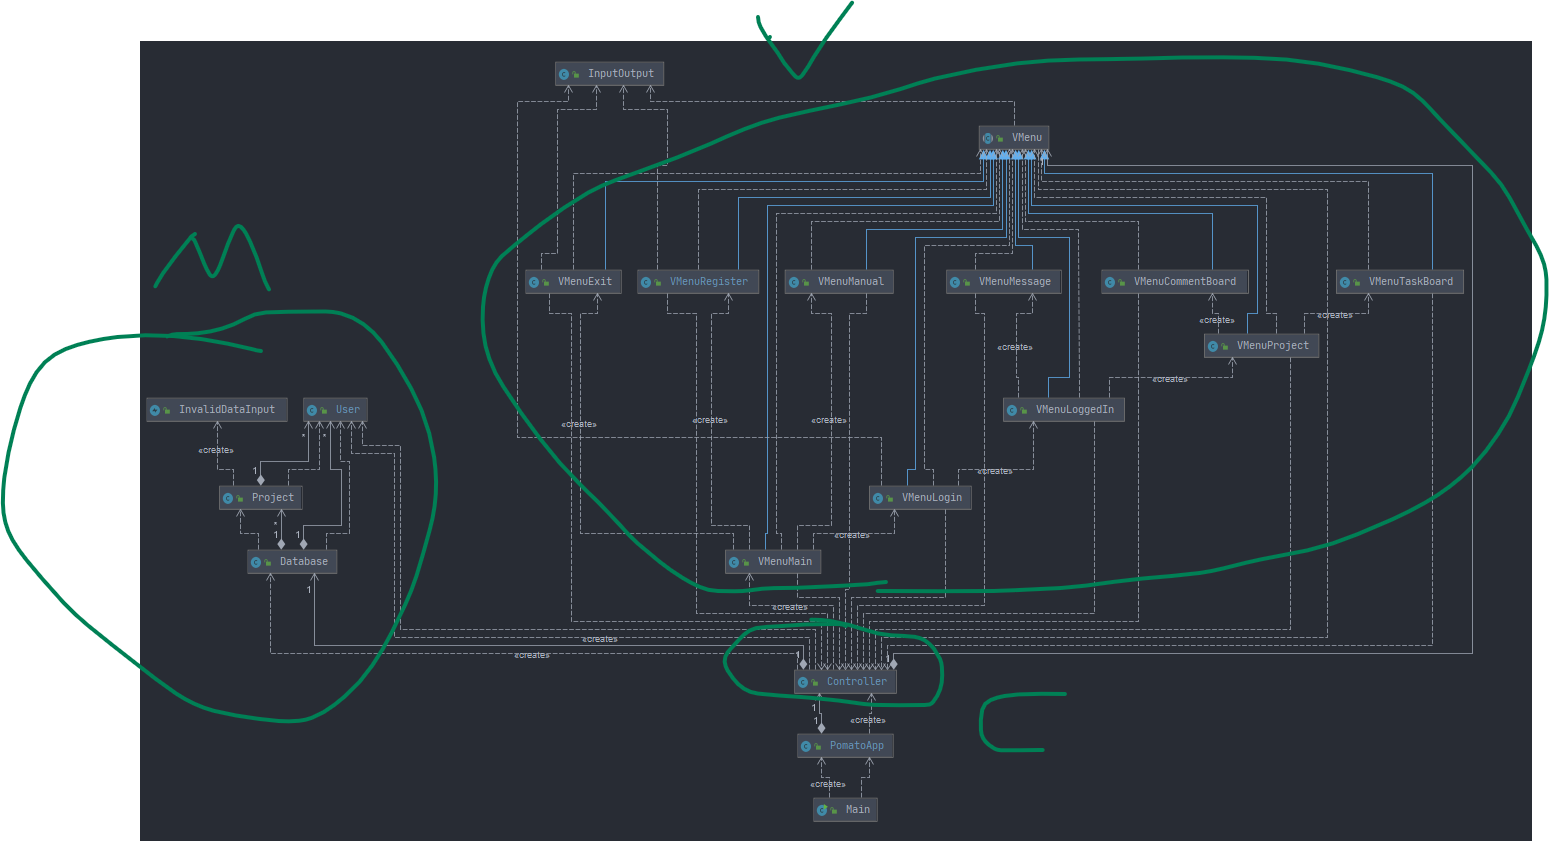 V
InputOutput
VMenu
M
VMenuExit VMenuRegister VMenuManual VMenuMessage VMenuCommentBoard VMenuTaskBoard
«create» «create»
VMenuProject
«create»
«create»
InvalidDataInput User VMenuLoggedIn
«create» «create» «create»
* *
«create»
1 «create»
Project VMenuLogin
*
1 1 «create»
Database VMenuMain
1
«create»
«create»
«create» 1 1
Controller
C
1
1 «create»
PomatoApp
«create»
Main